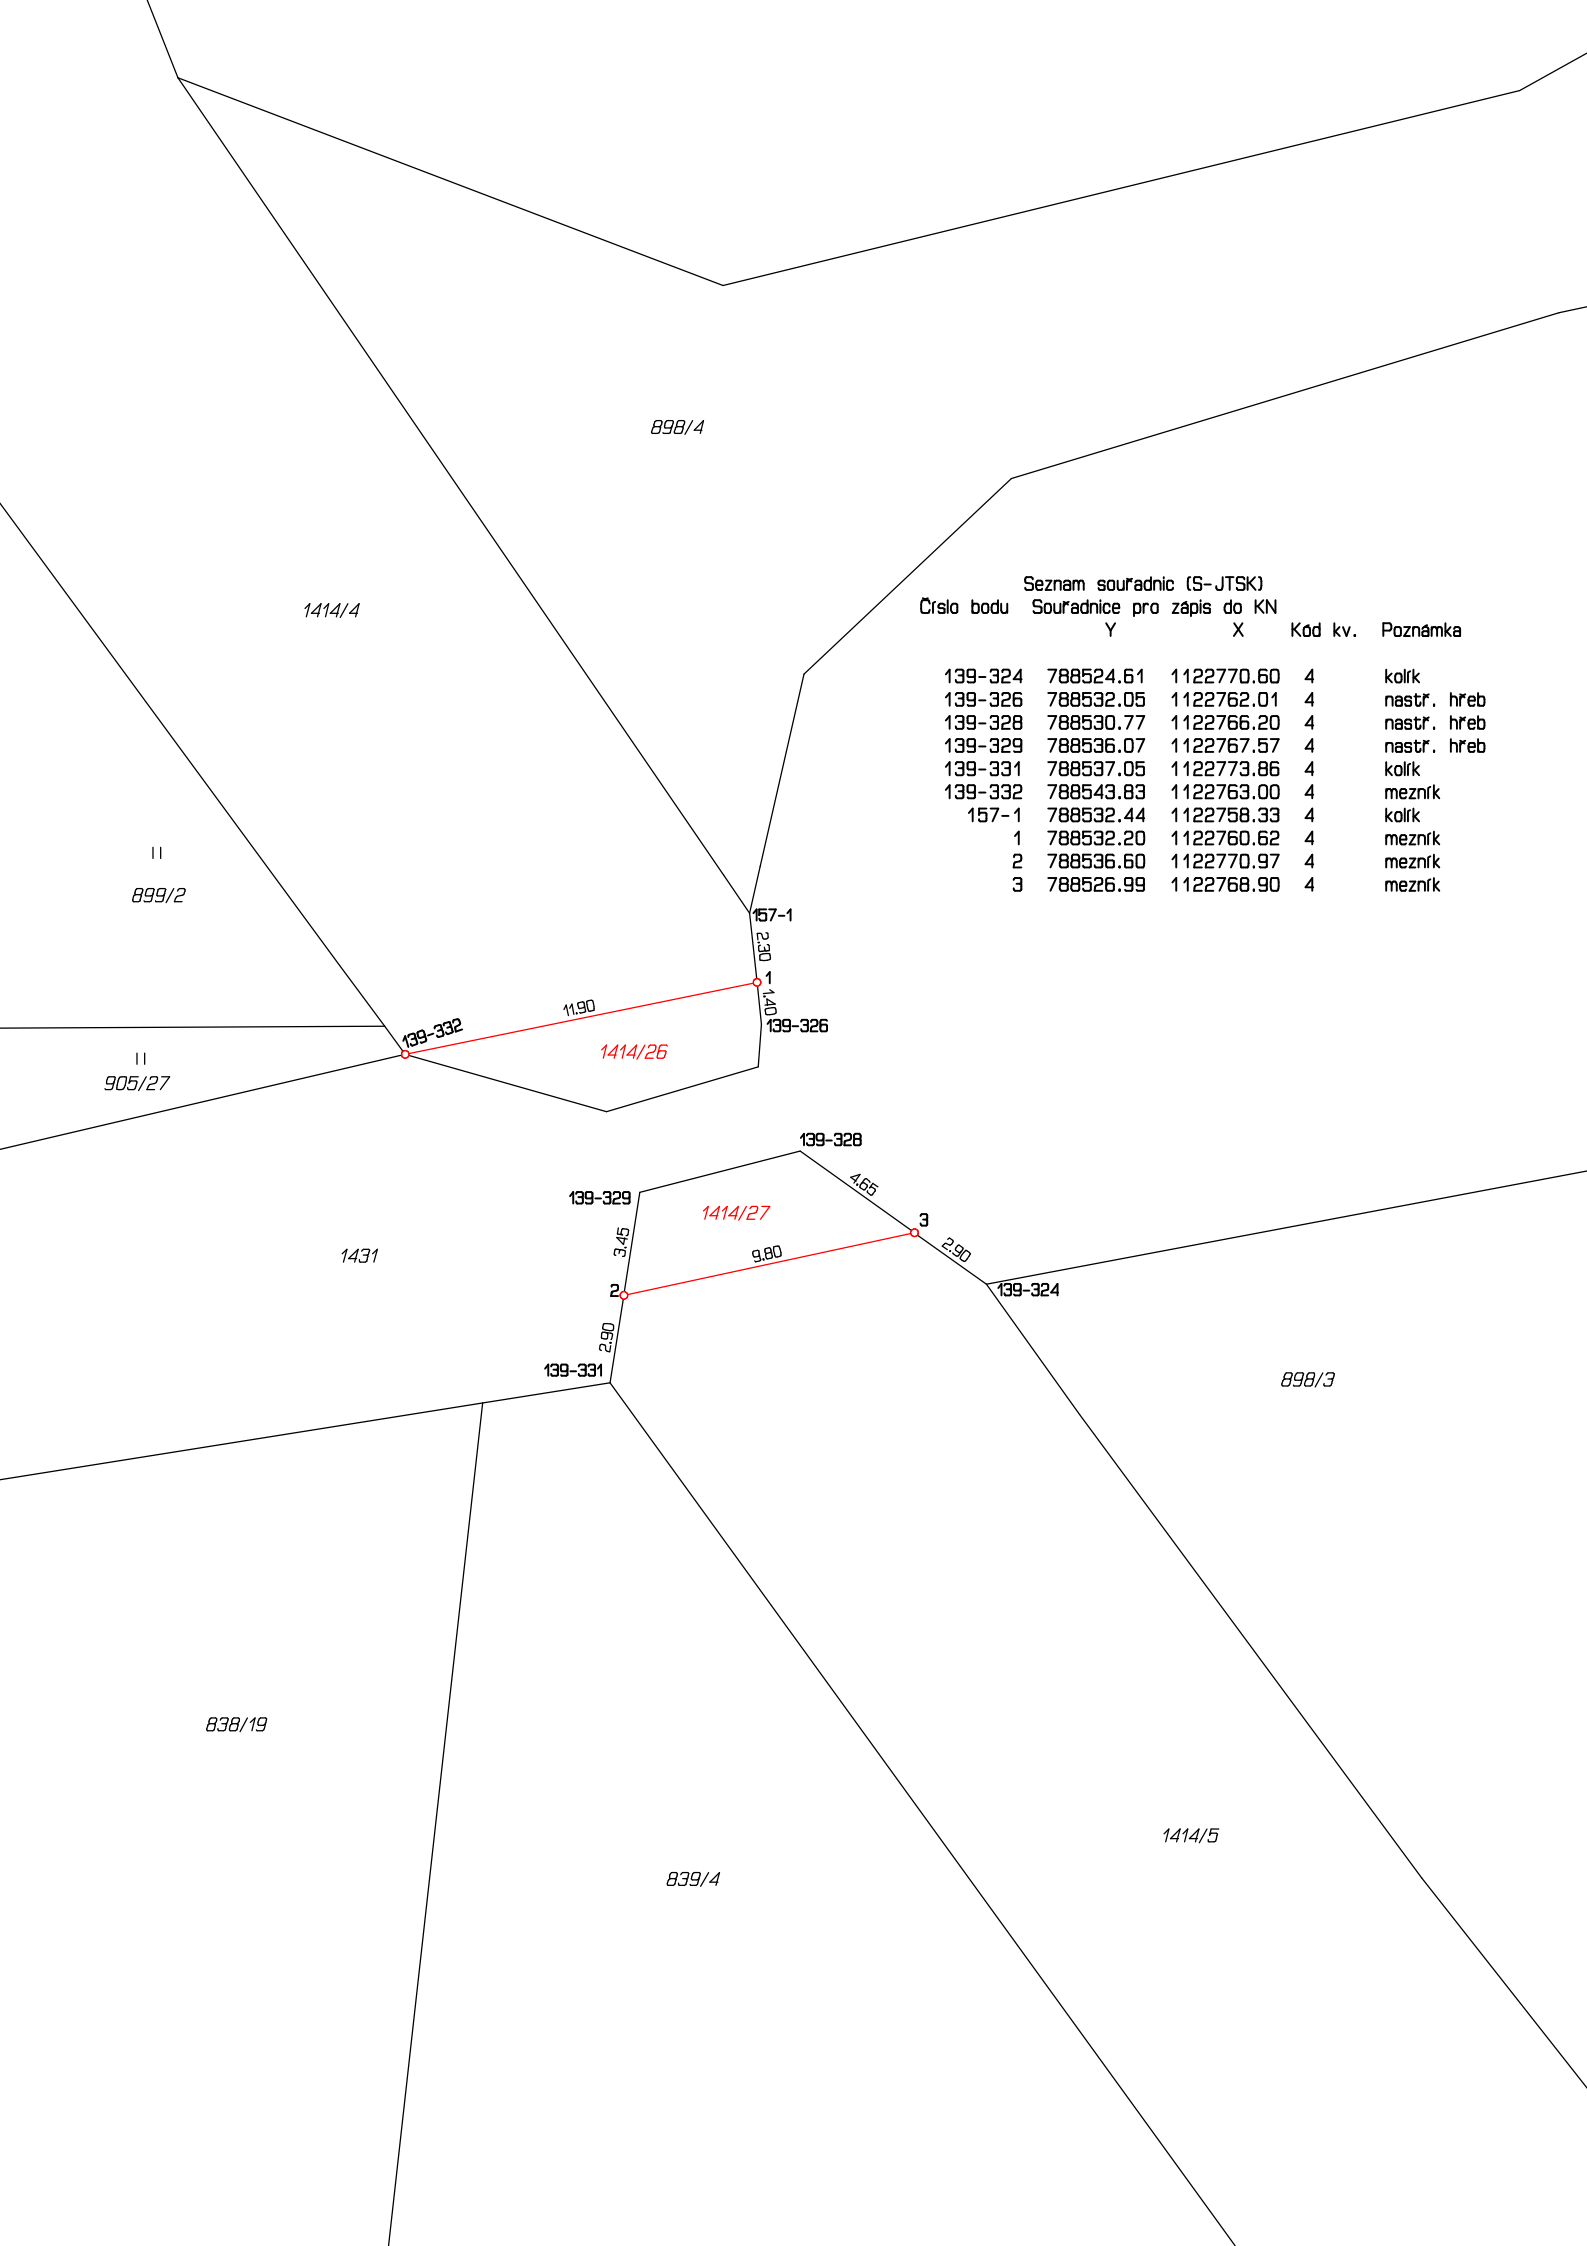 898/4
Seznam souřadnic (S-JTSK)
Číslo bodu Souřadnice pro zápis do KN
Y X Kód kv. Poznámka
1414/4
139-324 788524.61 1122770.60 4 kolík
139-326 788532.05 1122762.01 4 nastř. hřeb
139-328 788530.77 1122766.20 4 nastř. hřeb
139-329 788536.07 1122767.57 4 nastř. hřeb
139-331 788537.05 1122773.86 4 kolík
139-332 788543.83 1122763.00 4 mezník
157-1 788532.44 1122758.33 4 kolík
1 788532.20 1122760.62 4 mezník
2 788536.60 1122770.97 4 mezník
3 788526.99 1122768.90 4 mezník
899/2
157-1
2.30
1
11.90
1.40
139-326
139-332
1414/26
905/27
139-328
4.65
139-329
1414/27
3
3.45
9.80
2.90
1431
2
139-324
2.90
139-331
898/3
838/19
1414/5
839/4